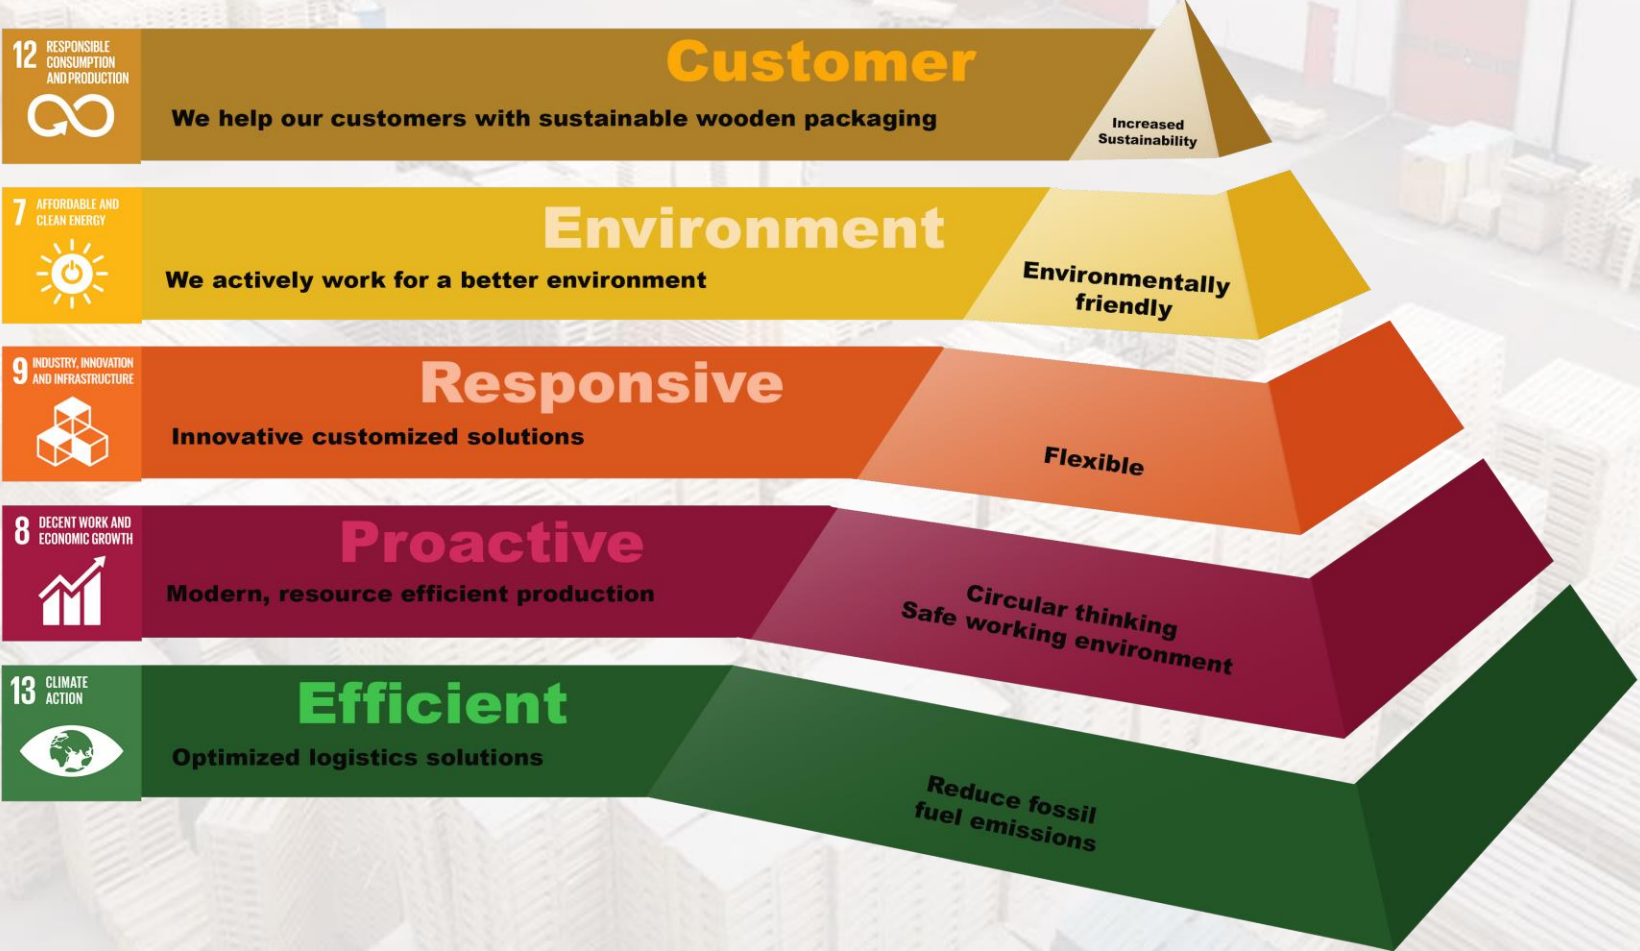 12 RESPONSIBLE
CONSUMPTION
AND PRODUCTION
Customer
We help our customers with sustainable wooden packaging
Increased
Sustainability
7 AFFORDABLE AND
CLEAN ENERGY
Environment
We actively work for a better environment
Environmentally
friendly
9 INDUSTRY, INNOVATION
AND INFRASTRUCTURE
Responsive
Innovative customized solutions
Flexible
8 DECENT WORK AND
ECONOMIC GROWTH
Proactive
Modern, resource efficient production
Circular thinking
Safe working environment
13 CLIMATE
ACTION
Efficient
Optimized logistics solutions
Reduce fossil
fuel emissions